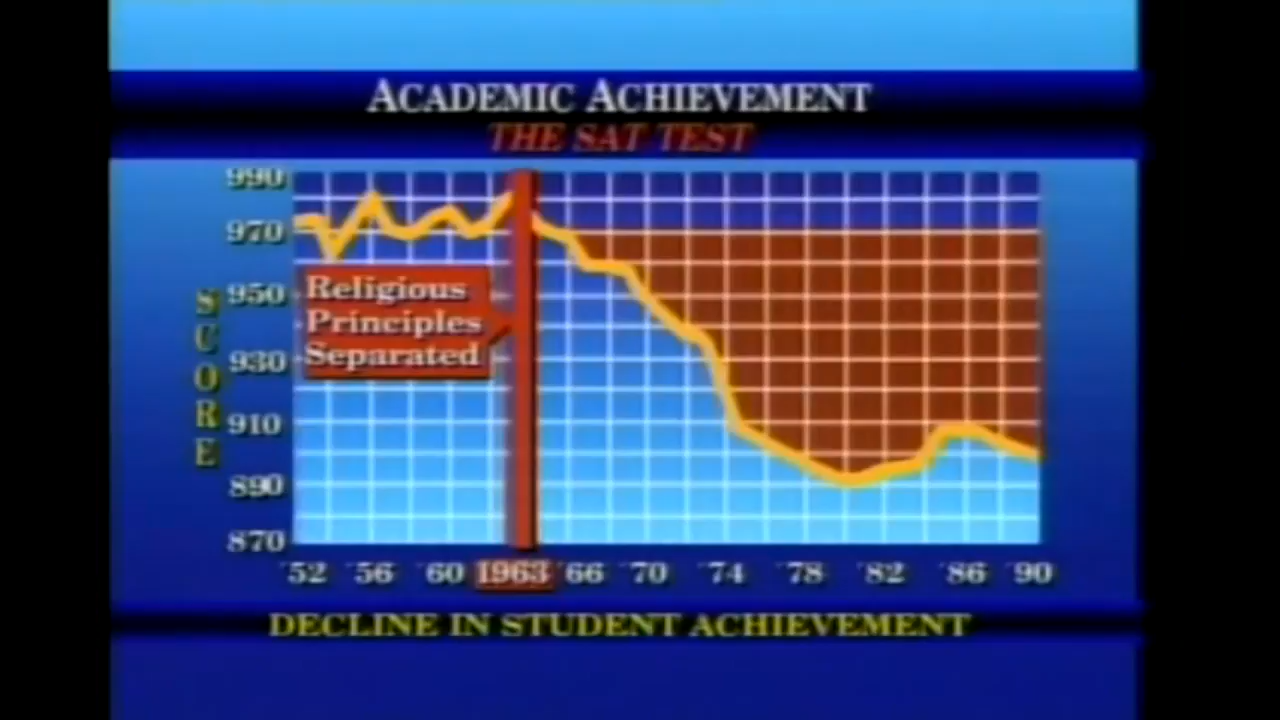 ACADEMIC ACHIEVEMENT
THE SAT TEST
990
970
950
930
910
890
870
SCORE
Religious
Principles
Separated
'52 '56 '60 1963 '66 '70 '74 '78 '82 '86 '90
DECLINE IN STUDENT ACHIEVEMENT